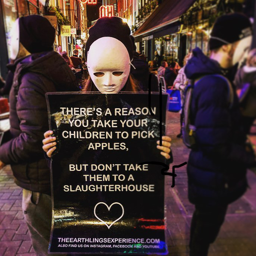 THERE'S A REASON
YOU TAKE YOUR
CHILDREN TO PICK
APPLES,
BUT DON'T TAKE
THEM TO A
SLAUGHTERHOUSE
THEEARTHLINGSEXPERIENCE.COM
ALSO FIND US ON INSTAGRAM, FACEBOOK AND YOUTUBE